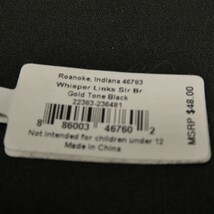 Roanoke, Indiana 46783
Whisper Links Slr Br
Gold Tone Black
22363-236481
8 86003 46760 2
Not intended for children under 12
Made in China
MSRP $48.00